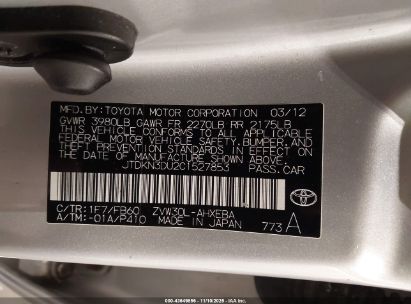 MFD. BY: TOYOTA MOTOR CORPORATION 03/12
GVWR 3980LB GAWR FR 2270LB RR 2175LB
THIS VEHICLE CONFORMS TO ALL APPLICABLE
FEDERAL MOTOR VEHICLE SAFETY, BUMPER, AND
THEFT PREVENTION STANDARDS IN EFFECT ON THE
DATE OF MANUFACTURE SHOWN ABOVE.
JTDKN3DU2C1527853 PASS.CAR
C/TR:1F7/FB60 ZVW30L-AHXEBA
A/TM:-01A/P410 MADE IN JAPAN 773 A